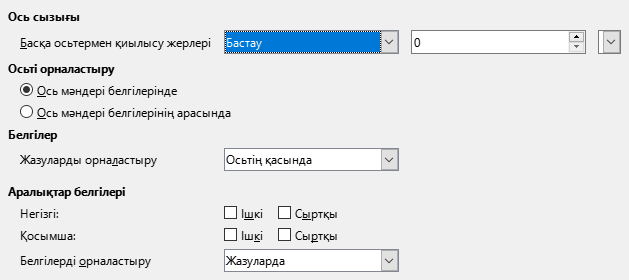 Ось сызығы
Басқа осьтермен қиылысу жерлері Бастау 0
Осьті орналастыру
Ось мәндері белгілерінде
Ось мәндері белгілерінің арасында
Белгілер
Жазуларды орналастыру Осьтің қасында
Аралықтар белгілері
Негізгі: Ішкі Сыртқы
Қосымша: Ішкі Сыртқы
Белгілерді орналастыру Жазуларда